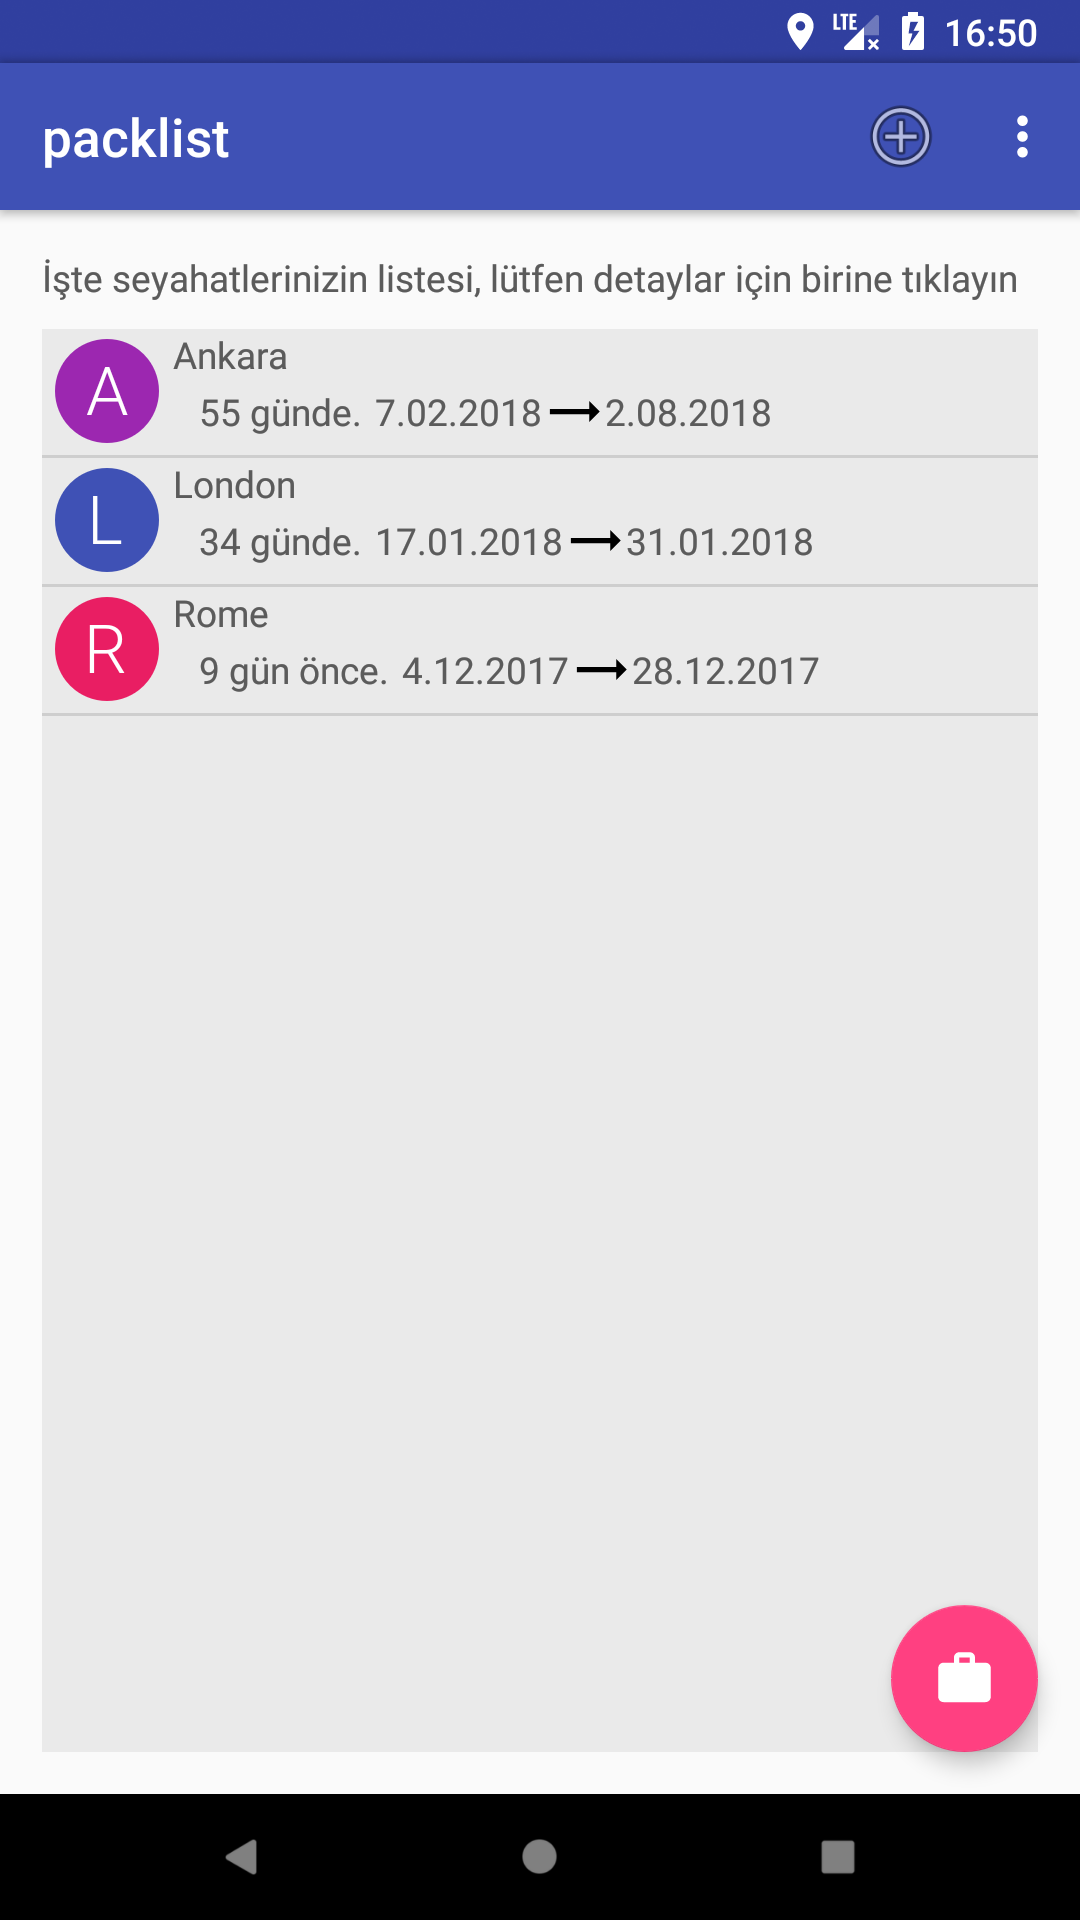 LTE 16:50
packlist
İşte seyahatlerinizin listesi, lütfen detaylar için birine tıklayın
A Ankara
55 günde. 7.02.2018 → 2.08.2018
L London
34 günde. 17.01.2018 → 31.01.2018
R Rome
9 gün önce. 4.12.2017 → 28.12.2017